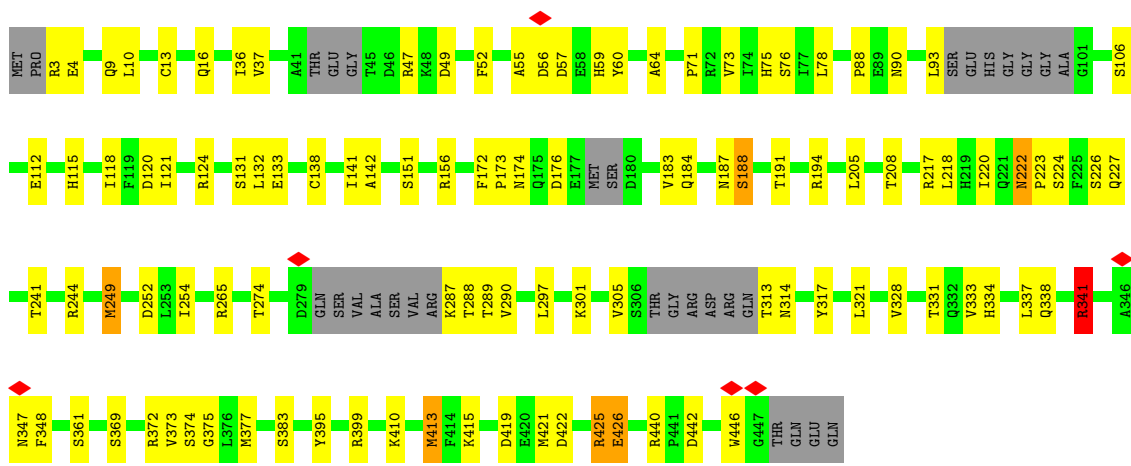 MET PRO R3 E4 Q9 L10 C13 Q16 I36 V37 A41 THR GLU GLY T45 D46 R47 K48 D49 F52 A55 D56 D57 E58 H59 Y60 A64 P71 R72 V73 I74 H75 S76 I77 L78 P88 E89 N90 L93 SER GLU HIS GLY GLY GLY ALA G101 S106
E112 H115 I118 F119 D120 I121 R124 S131 L132 E133 C138 I141 A142 S151 R156 F172 P173 N174 Q175 D176 E177 MET SER D180 V183 Q184 N187 S188 T191 R194 L205 T208 R217 L218 H219 I220 Q221 N222 P223 S224 F225 S226 Q227
T241 R244 M249 D252 L253 I254 R265 T274 D279 GLN SER VAL ALA SER VAL ARG K287 T288 T289 V290 L297 K301 V305 S306 THR GLY ARG ASP ARG GLN T313 N314 Y317 L321 V328 T331 Q332 V333 H334 L337 Q338 R341 A346
N347 F348 S361 S369 R372 V373 S374 G375 L376 M377 S383 Y395 R399 K410 M413 F414 K415 D419 E420 M421 D422 R425 E426 R440 P441 D442 W446 G447 THR GLN GLU GLN